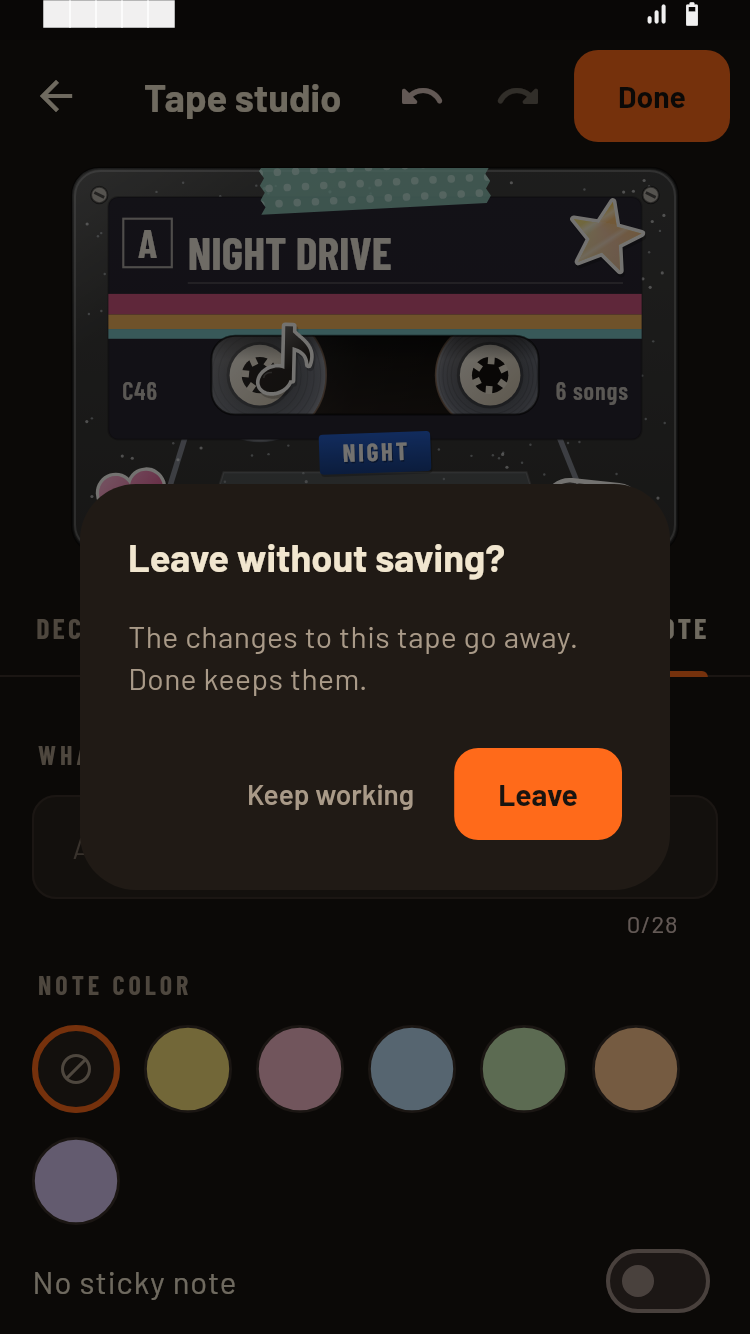 Tape studio
Done
A
NIGHT DRIVE
C46
6 songs
NIGHT
Leave without saving?
The changes to this tape go away.
Done keeps them.
Keep working
Leave
0/28
NOTE COLOR
No sticky note